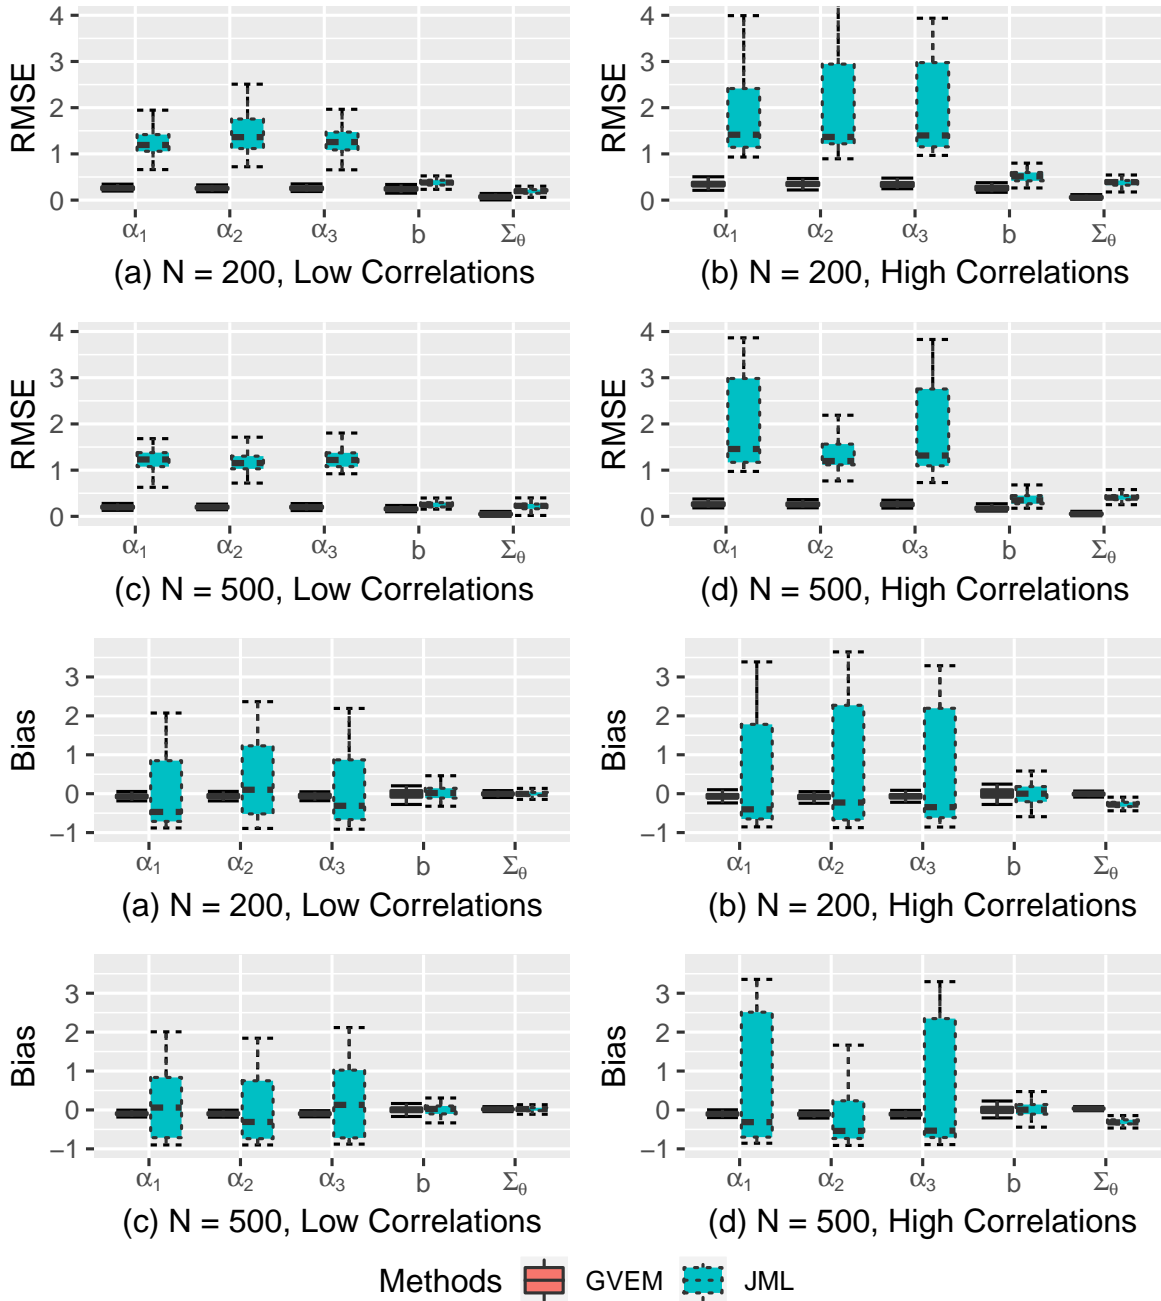 RMSE
4
3
2
1
0
α1 α2 α3 b Σθ
(a) N = 200, Low Correlations
RMSE
4
3
2
1
0
α1 α2 α3 b Σθ
(b) N = 200, High Correlations
RMSE
4
3
2
1
0
α1 α2 α3 b Σθ
(c) N = 500, Low Correlations
RMSE
4
3
2
1
0
α1 α2 α3 b Σθ
(d) N = 500, High Correlations
Bias
3
2
1
0
−1
α1 α2 α3 b Σθ
(a) N = 200, Low Correlations
Bias
3
2
1
0
−1
α1 α2 α3 b Σθ
(b) N = 200, High Correlations
Bias
3
2
1
0
−1
α1 α2 α3 b Σθ
(c) N = 500, Low Correlations
Bias
3
2
1
0
−1
α1 α2 α3 b Σθ
(d) N = 500, High Correlations
Methods GVEM JML